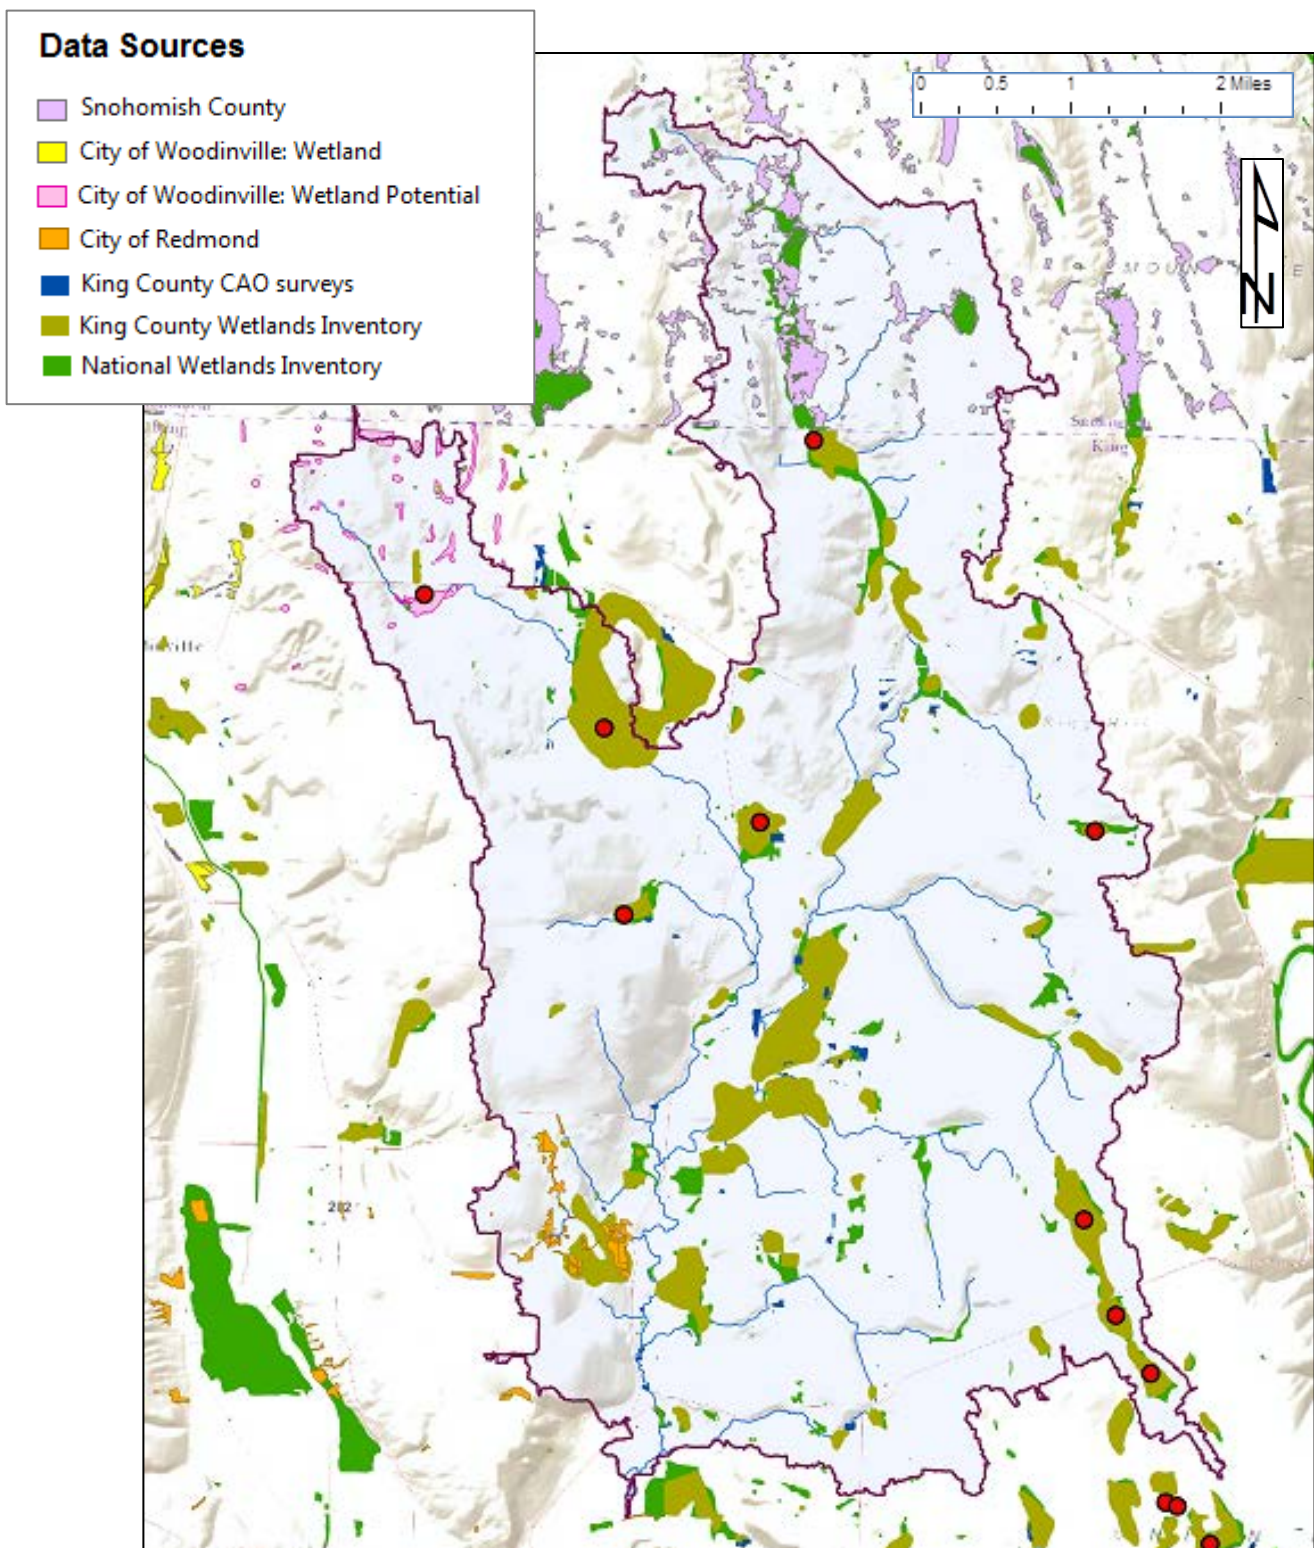 Data Sources
Snohomish County
City of Woodinville: Wetland
City of Woodinville: Wetland Potential
City of Redmond
King County CAO surveys
King County Wetlands Inventory
National Wetlands Inventory
0 0.5 1 2 Miles
N
King
202